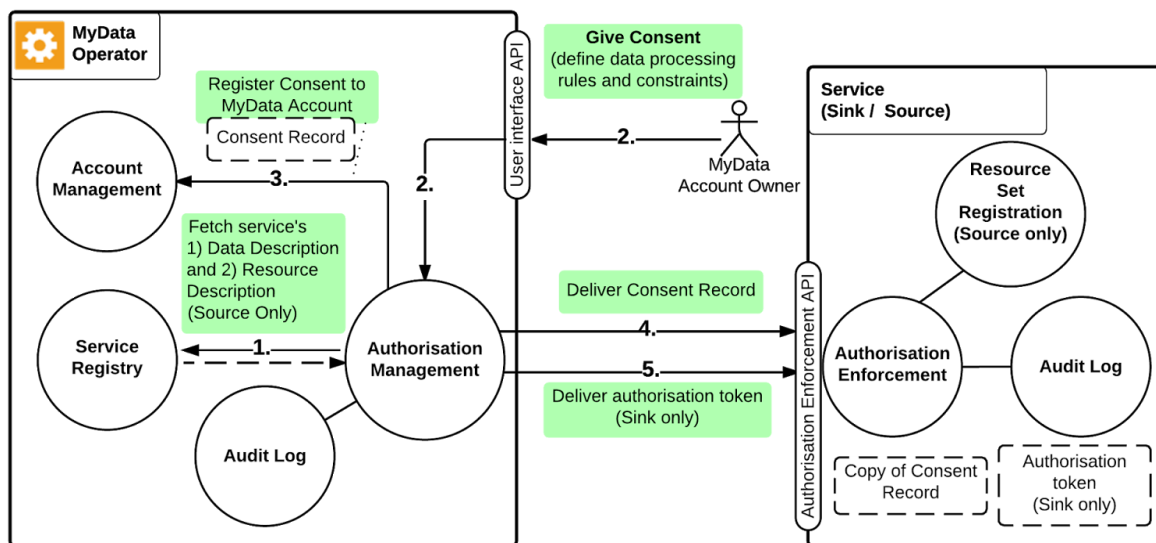 MyData
Operator
Register Consent to
MyData Account
Consent Record
3.
Account
Management
Fetch service's
1) Data Description
and 2) Resource
Description
(Source Only)
1.
Service
Registry
Authorisation
Management
Audit Log
2.
User interface API
Give Consent
(define data processing
rules and constraints)
2.
MyData
Account Owner
Deliver Consent Record
4.
5.
Deliver authorisation token
(Sink only)
Authorisation Enforcement API
Service
(Sink / Source)
Resource
Set
Registration
(Source only)
Authorisation
Enforcement
Audit Log
Copy of Consent
Record
Authorisation
token
(Sink only)